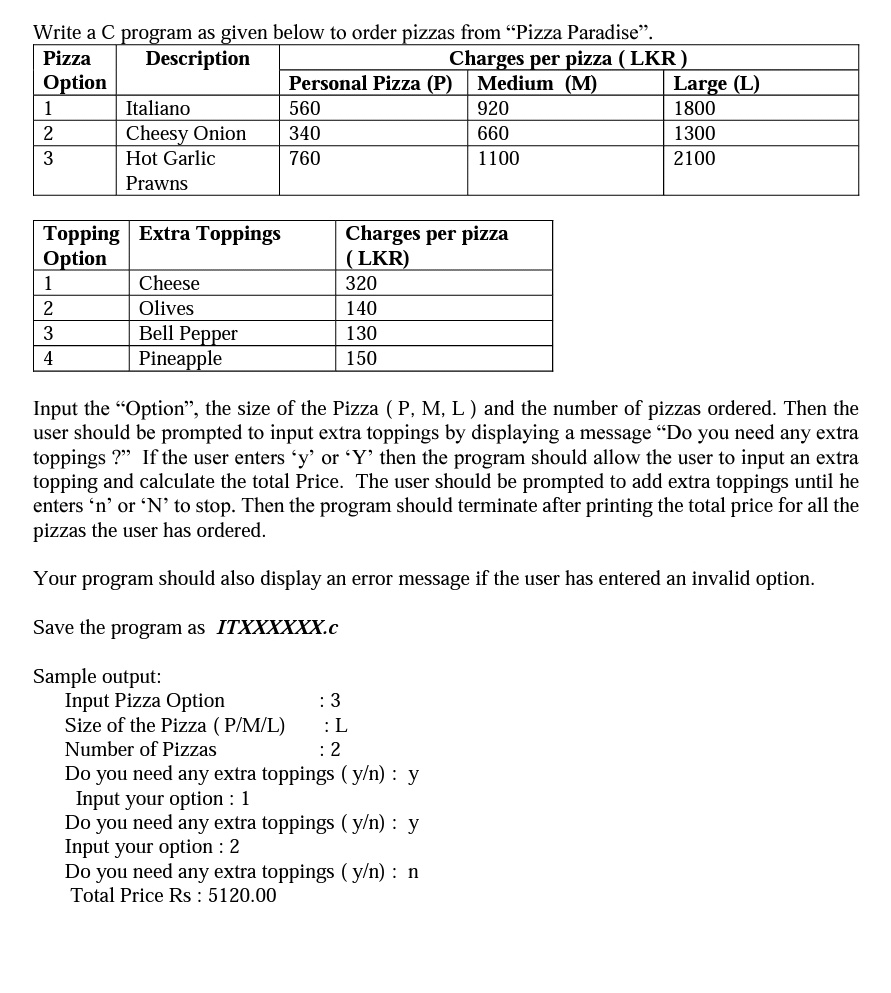 Write a C program as given below to order pizzas from “Pizza Paradise”.
Pizza Option Description Charges per pizza ( LKR )
Personal Pizza (P) Medium (M) Large (L)
1 Italiano 560 920 1800
2 Cheesy Onion 340 660 1300
3 Hot Garlic Prawns 760 1100 2100
Topping Option Extra Toppings Charges per pizza ( LKR)
1 Cheese 320
2 Olives 140
3 Bell Pepper 130
4 Pineapple 150
Input the “Option”, the size of the Pizza ( P, M, L ) and the number of pizzas ordered. Then the
user should be prompted to input extra toppings by displaying a message “Do you need any extra
toppings ?” If the user enters ‘y’ or ‘Y’ then the program should allow the user to input an extra
topping and calculate the total Price. The user should be prompted to add extra toppings until he
enters ‘n’ or ‘N’ to stop. Then the program should terminate after printing the total price for all the
pizzas the user has ordered.
Your program should also display an error message if the user has entered an invalid option.
Save the program as ITXXXXXX.c
Sample output:
Input Pizza Option : 3
Size of the Pizza ( P/M/L) : L
Number of Pizzas : 2
Do you need any extra toppings ( y/n) : y
Input your option : 1
Do you need any extra toppings ( y/n) : y
Input your option : 2
Do you need any extra toppings ( y/n) : n
Total Price Rs : 5120.00